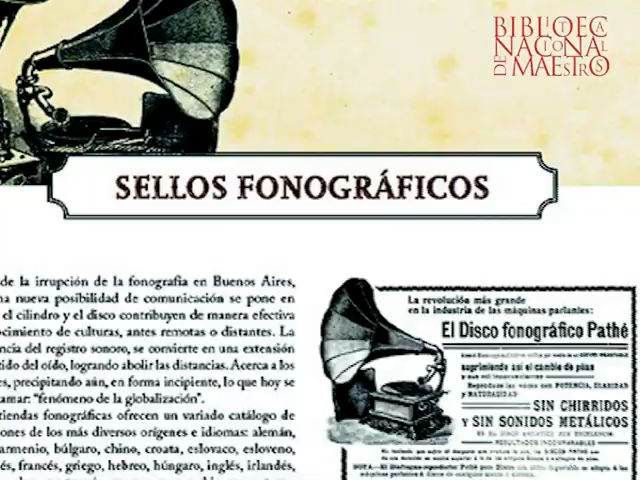 BIBLIOTECA
NACIONAL
DE MAESTROS
SELLOS FONOGRÁFICOS
de la irrupción de la fonografía en Buenos Aires,
na nueva posibilidad de comunicación se pone en
el cilindro y el disco contribuyen de manera efectiva
ocimiento de culturas, antes remotas o distantes. La
ncia del registro sonoro, se convierte en una extensión
tido del oído, logrando abolir las distancias. Acerca a los
es, precipitando aún, en forma incipiente, lo que hoy se
amar: "fenómeno de la globalización".
tiendas fonográficas ofrecen un variado catálogo de
ones de los más diversos orígenes e idiomas: alemán,
armenio, búlgaro, chino, croata, eslovaco, esloveno,
és, francés, griego, hebreo, húngaro, inglés, irlandés,
La revolución más grande
en la industria de las máquinas parlantes:
El Disco fonográfico Pathé
suprimiendo así el cambio de púas
Reproduce las voces con POTENCIA, CLARIDAD
y NATURALIDAD
SIN CHIRRIDOS
y SIN SONIDOS METÁLICOS
RESULTADOS INCOMPARABLES